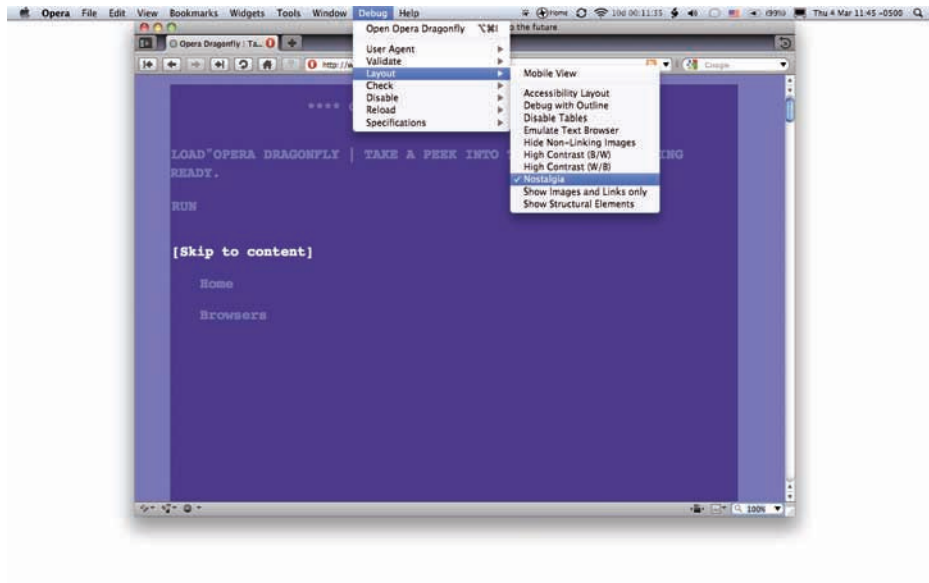 Opera File Edit View Bookmarks Widgets Tools Window Debug Help
Thu 4 Mar 11:45 -0500
Open Opera Dragonfly ⌥⌘I
the future
Opera Dragonfly : Ta...
User Agent
Validate
Layout
Check
Disable
Reload
Specifications
http://w
Google
Mobile View
Accessibility Layout
Debug with Outline
Disable Tables
Emulate Text Browser
Hide Non-Linking Images
High Contrast (B/W)
High Contrast (W/B)
✓ Nostalgia
Show Images and Links only
Show Structural Elements
****
LOAD"OPERA DRAGONFLY | TAKE A PEEK INTO
READY.
RUN
[Skip to content]
Home
Browsers
100%